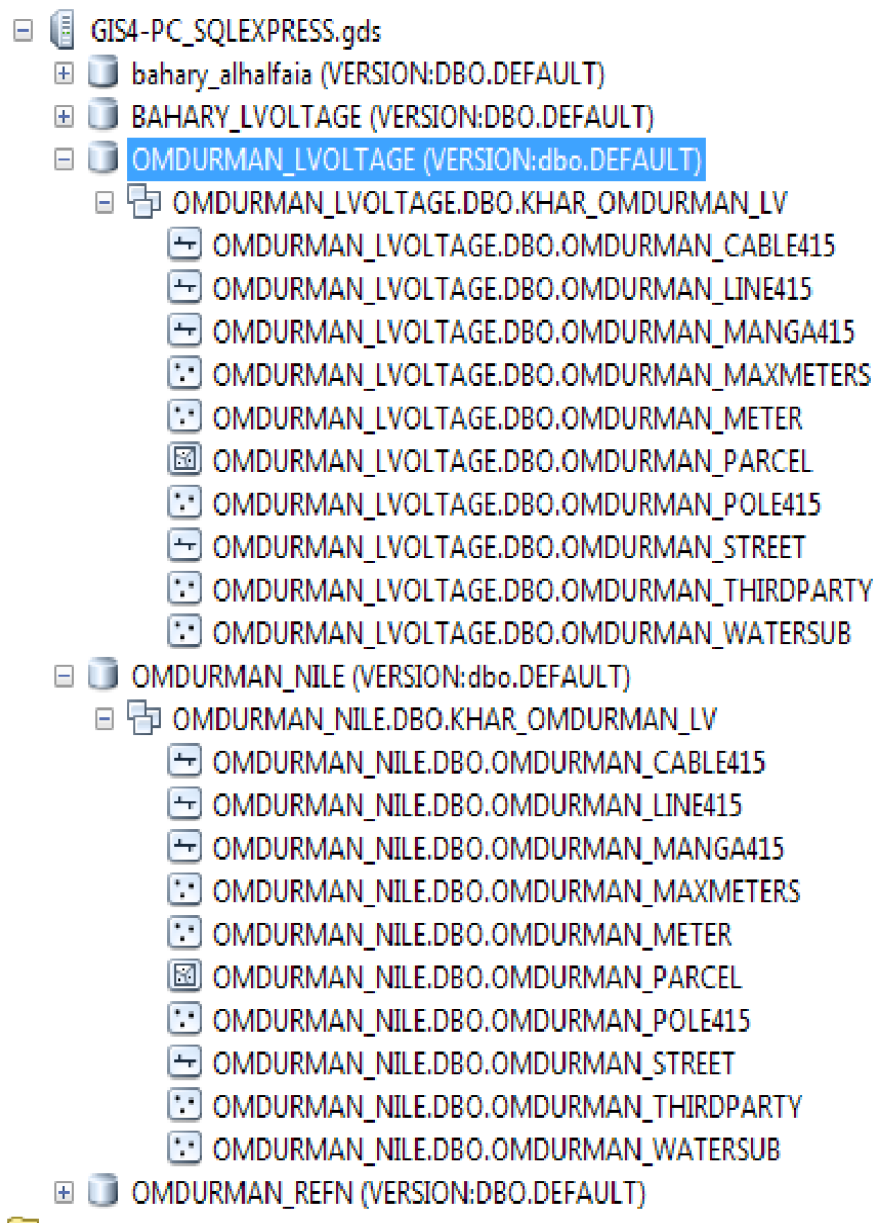 GIS4-PC_SQLEXPRESS.gds
bahary_alhalfaia (VERSION:DBO.DEFAULT)
BAHARY_LVOLTAGE (VERSION:DBO.DEFAULT)
OMDURMAN_LVOLTAGE (VERSION:dbo.DEFAULT)
OMDURMAN_LVOLTAGE.DBO.KHAR_OMDURMAN_LV
OMDURMAN_LVOLTAGE.DBO.OMDURMAN_CABLE415
OMDURMAN_LVOLTAGE.DBO.OMDURMAN_LINE415
OMDURMAN_LVOLTAGE.DBO.OMDURMAN_MANGA415
OMDURMAN_LVOLTAGE.DBO.OMDURMAN_MAXMETERS
OMDURMAN_LVOLTAGE.DBO.OMDURMAN_METER
OMDURMAN_LVOLTAGE.DBO.OMDURMAN_PARCEL
OMDURMAN_LVOLTAGE.DBO.OMDURMAN_POLE415
OMDURMAN_LVOLTAGE.DBO.OMDURMAN_STREET
OMDURMAN_LVOLTAGE.DBO.OMDURMAN_THIRDPARTY
OMDURMAN_LVOLTAGE.DBO.OMDURMAN_WATERSUB
OMDURMAN_NILE (VERSION:dbo.DEFAULT)
OMDURMAN_NILE.DBO.KHAR_OMDURMAN_LV
OMDURMAN_NILE.DBO.OMDURMAN_CABLE415
OMDURMAN_NILE.DBO.OMDURMAN_LINE415
OMDURMAN_NILE.DBO.OMDURMAN_MANGA415
OMDURMAN_NILE.DBO.OMDURMAN_MAXMETERS
OMDURMAN_NILE.DBO.OMDURMAN_METER
OMDURMAN_NILE.DBO.OMDURMAN_PARCEL
OMDURMAN_NILE.DBO.OMDURMAN_POLE415
OMDURMAN_NILE.DBO.OMDURMAN_STREET
OMDURMAN_NILE.DBO.OMDURMAN_THIRDPARTY
OMDURMAN_NILE.DBO.OMDURMAN_WATERSUB
OMDURMAN_REFN (VERSION:DBO.DEFAULT)